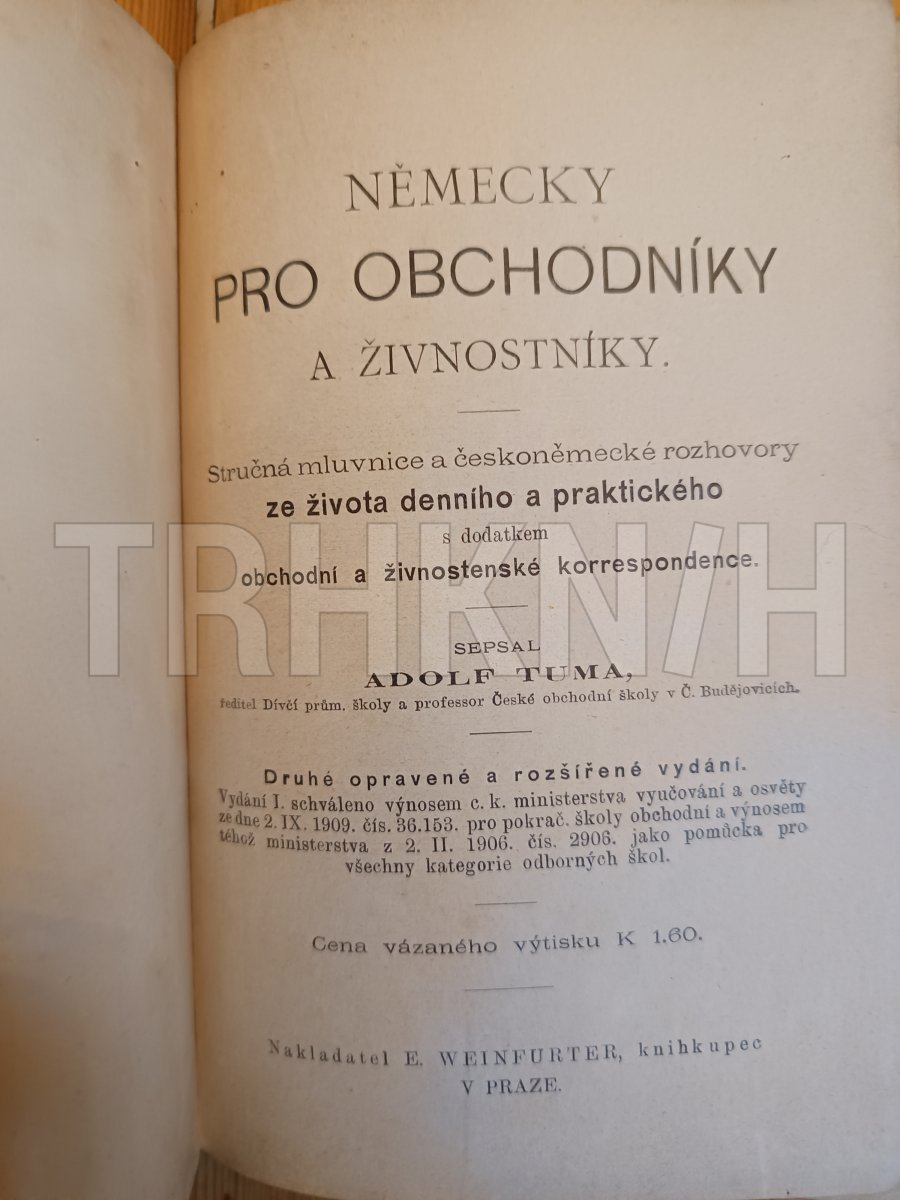 NĚMECKY
PRO OBCHODNÍKY
A ŽIVNOSTNÍKY.
Stručná mluvnice a českoněmecké rozhovory
ze života denního a praktického
s dodatkem
obchodní a živnostenské korrespondence.
TRHKNIH
SEPSAL
ADOLF TUMA,
ředitel Dívčí prům. školy a professor České obchodní školy v Č. Budějovicích.
Druhé opravené a rozšířené vydání.
Vydání I. schváleno výnosem c. k. ministerstva vyučování a osvěty
ze dne 2. IX. 1909. čís. 36.153. pro pokrač. školy obchodní a výnosem
téhož ministerstva z 2. II. 1906. čís. 2906. jako pomůcka pro
všechny kategorie odborných škol.
Cena vázaného výtisku K 1.60.
Nakladatel E. WEINFURTER, knihkupec
V PRAZE.